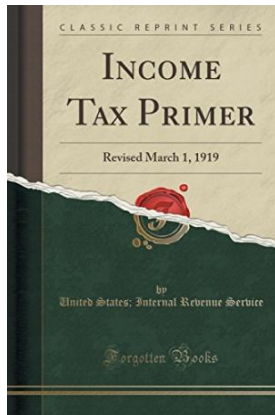 CLASSIC REPRINT SERIES
INCOME
TAX PRIMER
Revised March 1, 1919
by
United States; Internal Revenue Service
Forgotten Books